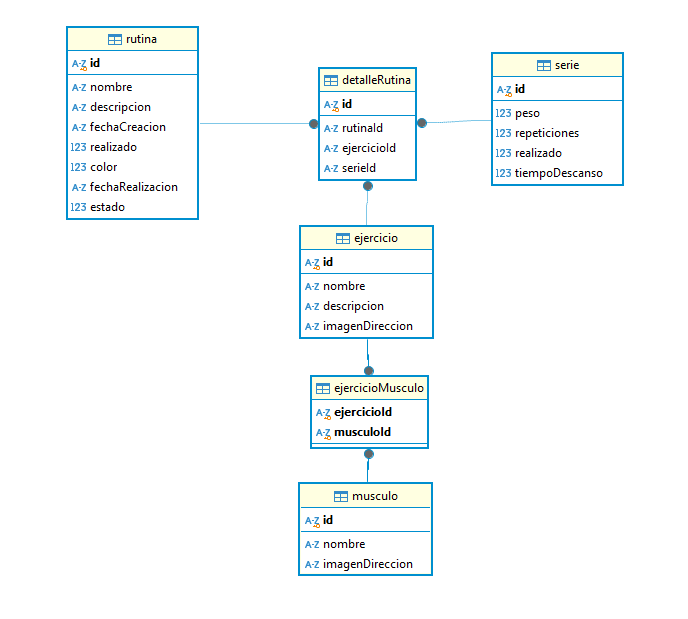 rutina
A-Z id
A-Z nombre
A-Z descripcion
A-Z fechaCreacion
123 realizado
123 color
A-Z fechaRealizacion
123 estado
detalleRutina
A-Z id
A-Z rutinaId
A-Z ejercicioId
A-Z serieId
serie
A-Z id
123 peso
123 repeticiones
123 realizado
123 tiempoDescanso
ejercicio
A-Z id
A-Z nombre
A-Z descripcion
A-Z imagenDireccion
ejercicioMusculo
A-Z ejercicioId
A-Z musculoId
musculo
A-Z id
A-Z nombre
A-Z imagenDireccion